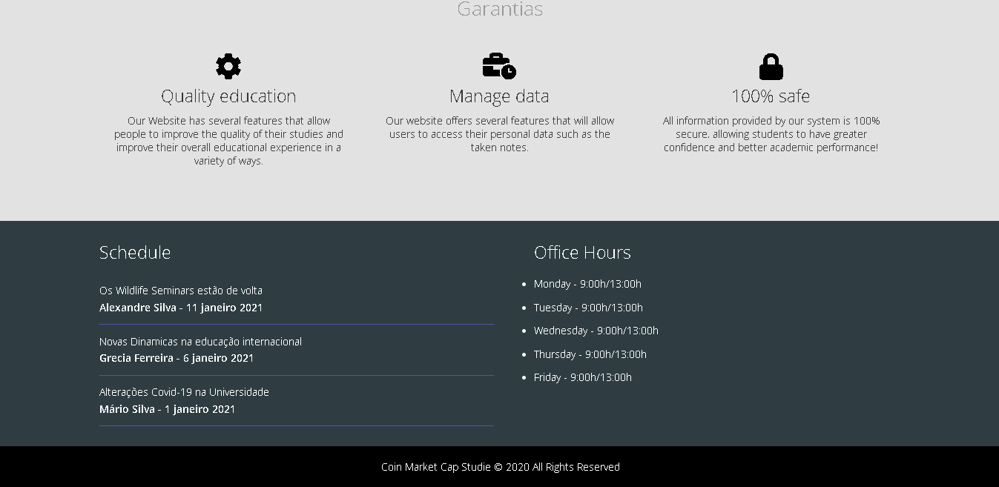 Garantias
Quality education
Our Website has several features that allow
people to improve the quality of their studies and
improve their overall educational experience in a
variety of ways.
Manage data
Our website offers several features that will allow
users to access their personal data such as the
taken notes.
100% safe
All information provided by our system is 100%
secure. allowing students to have greater
confidence and better academic performance!
Schedule
Os Wildlife Seminars estão de volta
Alexandre Silva - 11 janeiro 2021
Novas Dinamicas na educação internacional
Grecia Ferreira - 6 janeiro 2021
Alterações Covid-19 na Universidade
Mário Silva - 1 janeiro 2021
Office Hours
Monday - 9:00h/13:00h
Tuesday - 9:00h/13:00h
Wednesday - 9:00h/13:00h
Thursday - 9:00h/13:00h
Friday - 9:00h/13:00h
Coin Market Cap Studie © 2020 All Rights Reserved